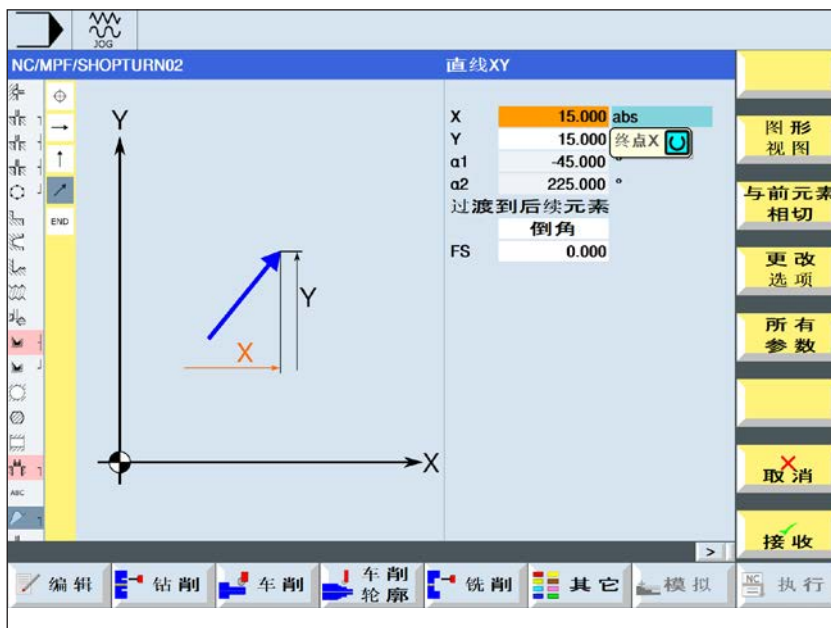 JOG
NC/MPF/SHOPTURN02
直线XY
X 15.000 abs
Y 15.000 终点X
α1 -45.000 °
α2 225.000 °
过渡到后续元素
倒角
FS 0.000
END
ABC
Y
Y
X
X
图形
视图
与前元素
相切
更改
选项
所有
参数
取消
接收
>
编辑
钻削
车削
车削
轮廓
铣削
其它
模拟
NC
执行